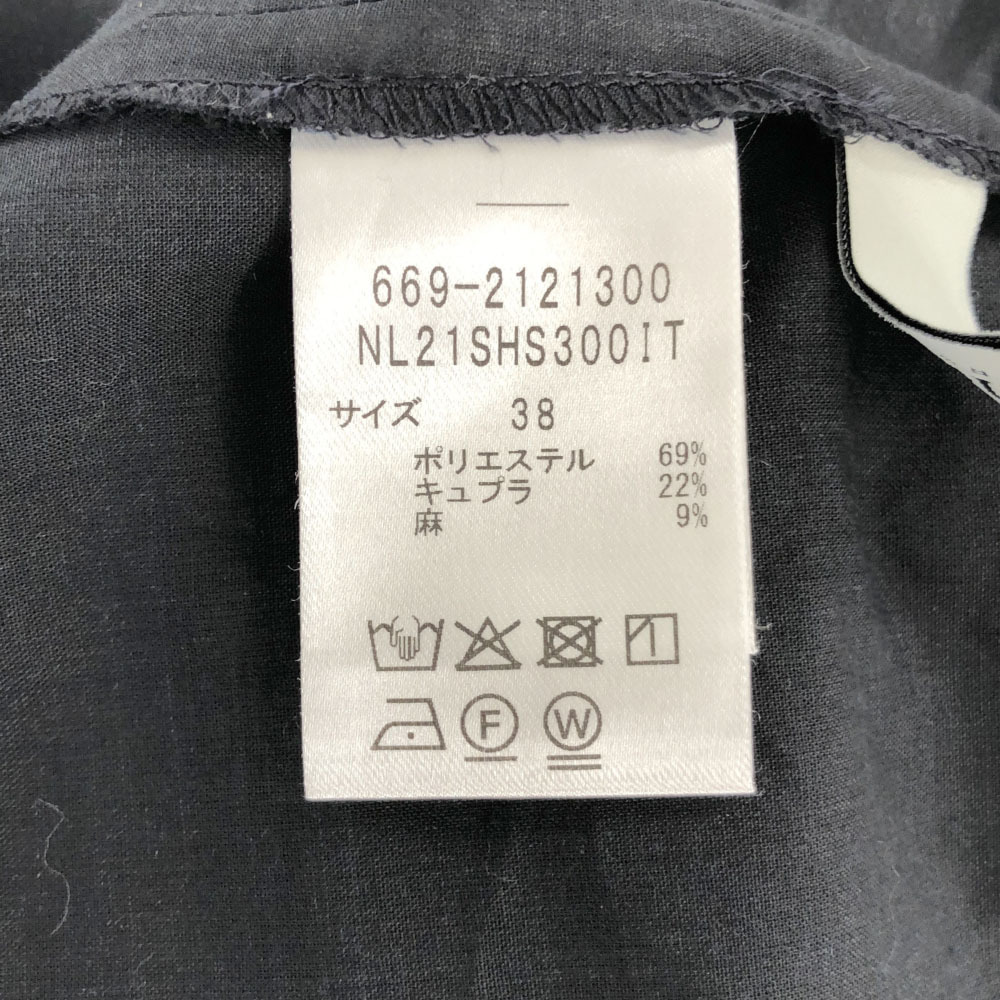 669-2121300
NL21SHS300IT
サイズ 38
ポリエステル 69%
キュプラ 22%
麻 9%
F W